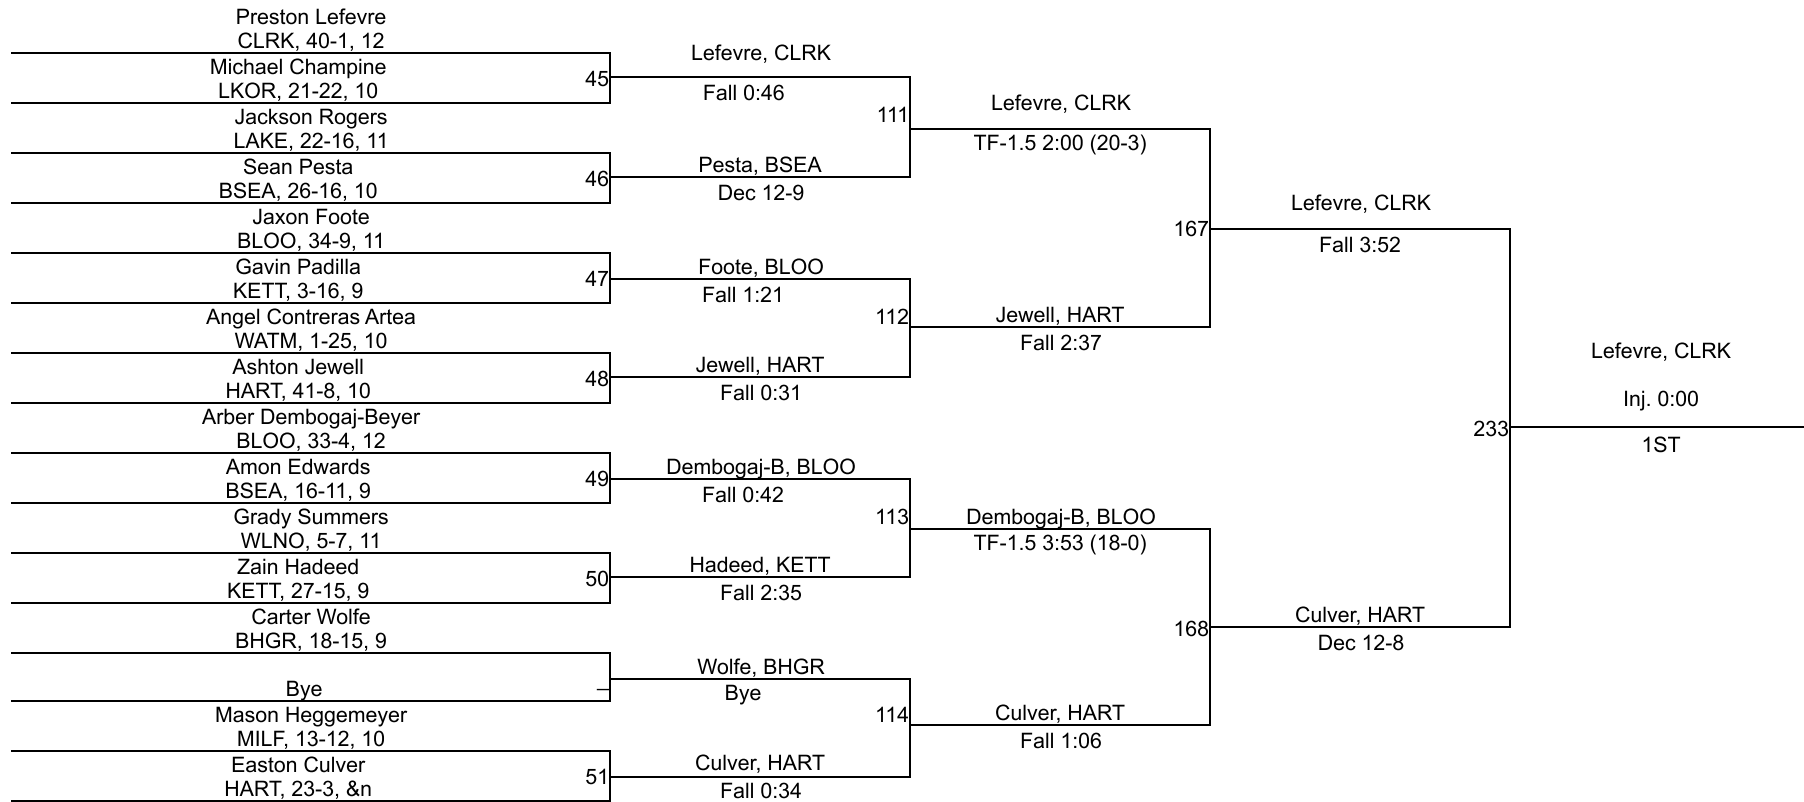 Preston Lefevre
CLRK, 40-1, 12
Michael Champine
LKOR, 21-22, 10
45
Jackson Rogers
LAKE, 22-16, 11
Sean Pesta
BSEA, 26-16, 10
46
Jaxon Foote
BLOO, 34-9, 11
Gavin Padilla
KETT, 3-16, 9
47
Angel Contreras Artea
WATM, 1-25, 10
Ashton Jewell
HART, 41-8, 10
48
Arber Dembogaj-Beyer
BLOO, 33-4, 12
Amon Edwards
BSEA, 16-11, 9
49
Grady Summers
WLNO, 5-7, 11
Zain Hadeed
KETT, 27-15, 9
50
Carter Wolfe
BHGR, 18-15, 9
Bye
–
Mason Heggemeyer
MILF, 13-12, 10
Easton Culver
HART, 23-3, &n
51
Lefevre, CLRK
Fall 0:46
111
Pesta, BSEA
Dec 12-9
Foote, BLOO
Fall 1:21
112
Jewell, HART
Fall 0:31
Dembogaj-B, BLOO
Fall 0:42
113
Hadeed, KETT
Fall 2:35
Wolfe, BHGR
Bye
114
Culver, HART
Fall 0:34
Lefevre, CLRK
TF-1.5 2:00 (20-3)
167
Jewell, HART
Fall 2:37
Dembogaj-B, BLOO
TF-1.5 3:53 (18-0)
168
Culver, HART
Fall 1:06
Lefevre, CLRK
Fall 3:52
233
Culver, HART
Dec 12-8
Lefevre, CLRK
Inj. 0:00
1ST